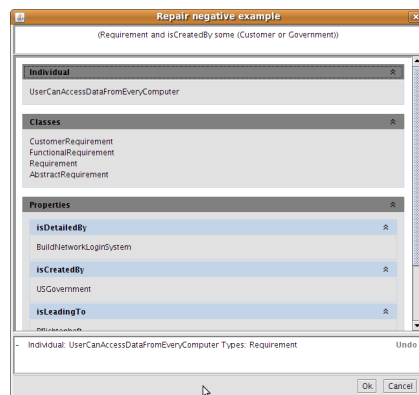 Repair negative example
(Requirement and isCreatedBy some (Customer or Government))
Individual
UserCanAccessDataFromEveryComputer
Classes
CustomerRequirement
FunctionalRequirement
Requirement
AbstractRequirement
Properties
isDetailedBy
BuildNetworkLoginSystem
isCreatedBy
USGovernment
isLeadingTo
- Individual: UserCanAccessDataFromEveryComputer Types: Requirement Undo
Ok Cancel